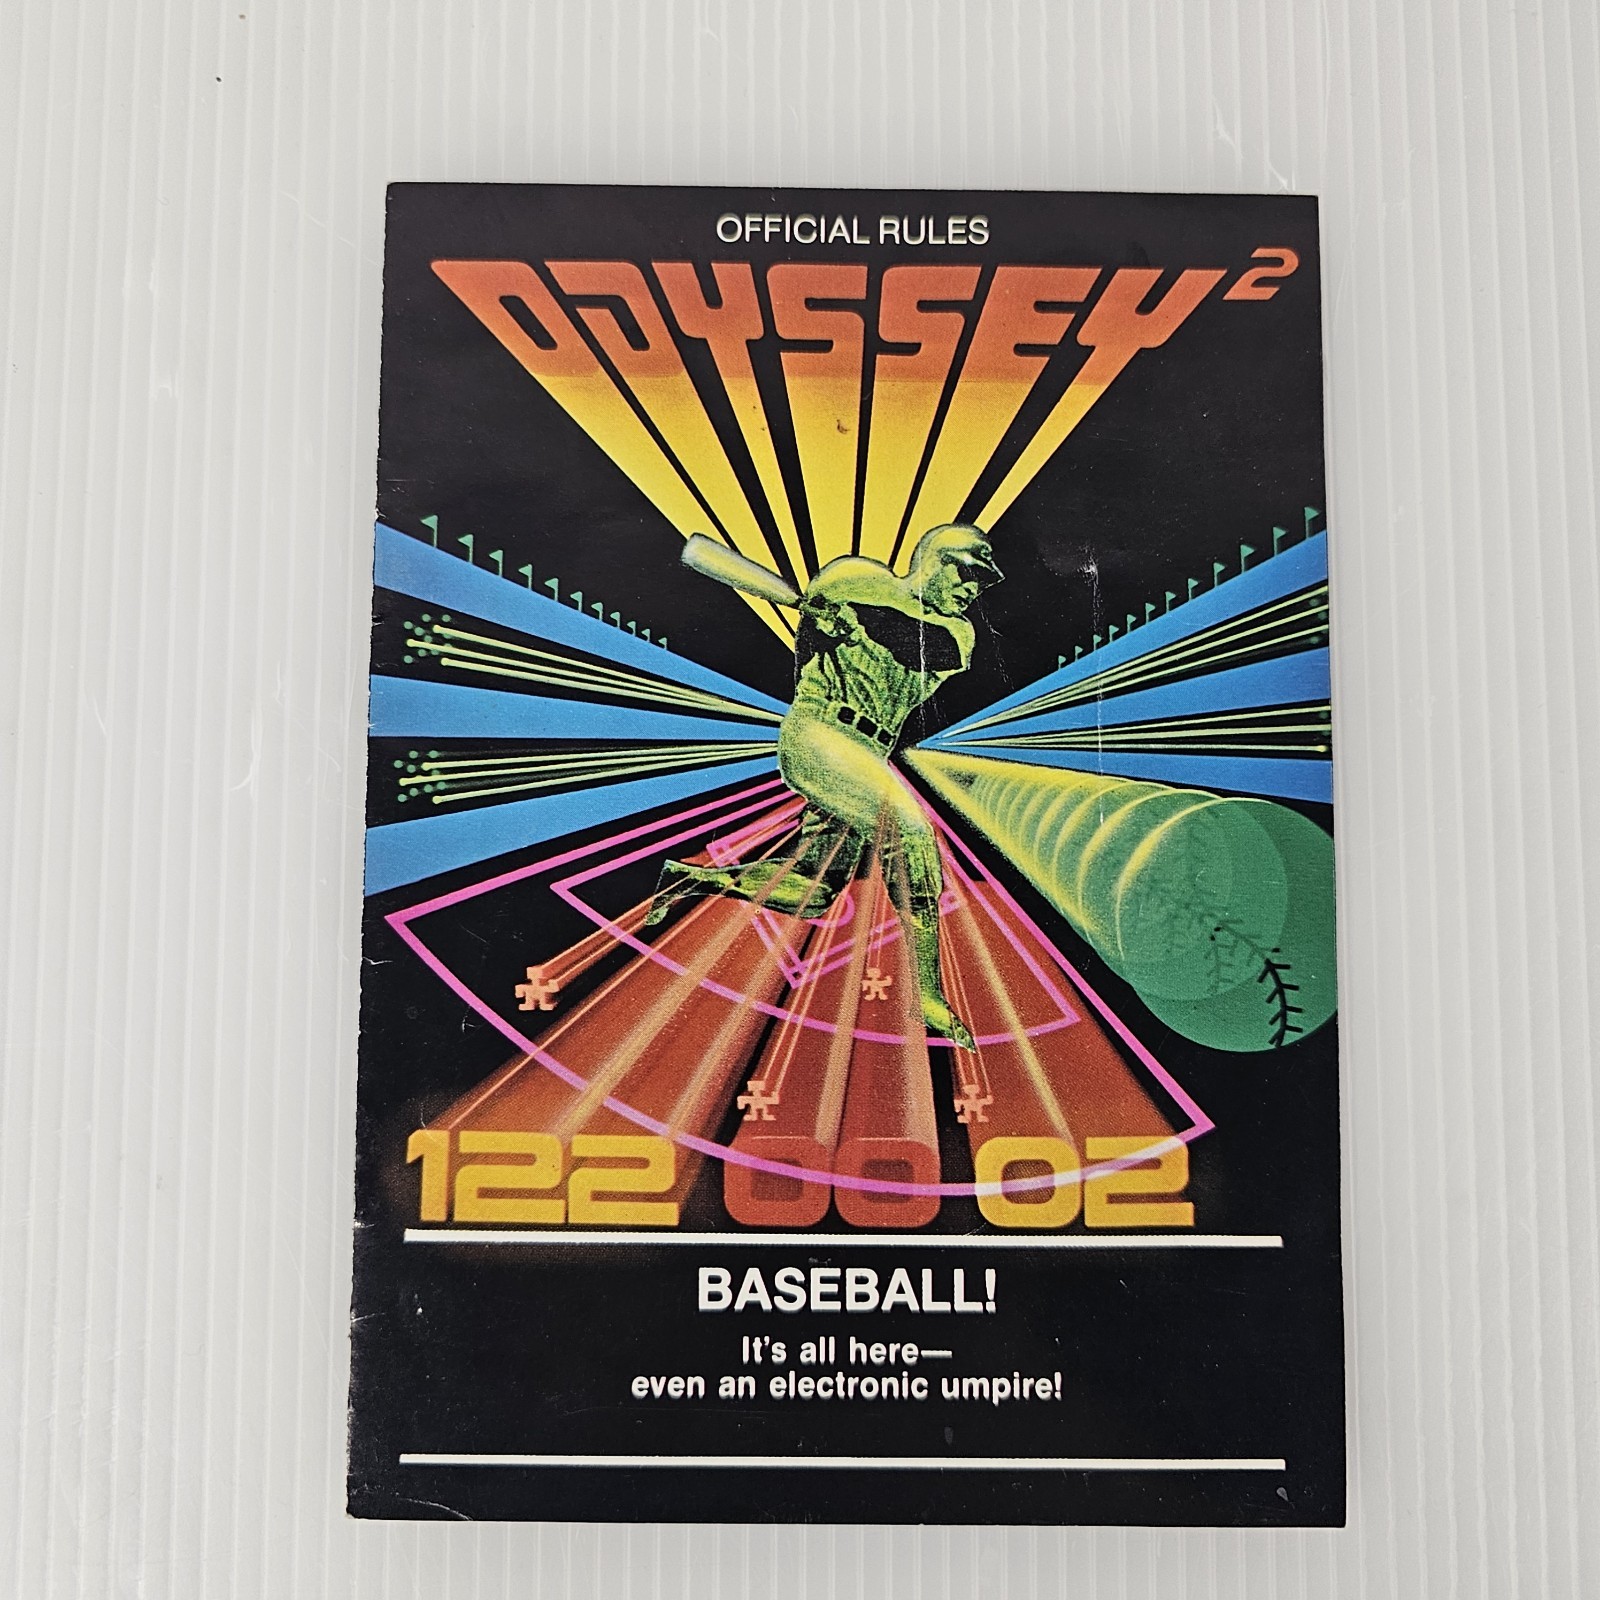 OFFICIAL RULES
ODYSSEY²
122 00 02
BASEBALL!
It's all here—
even an electronic umpire!